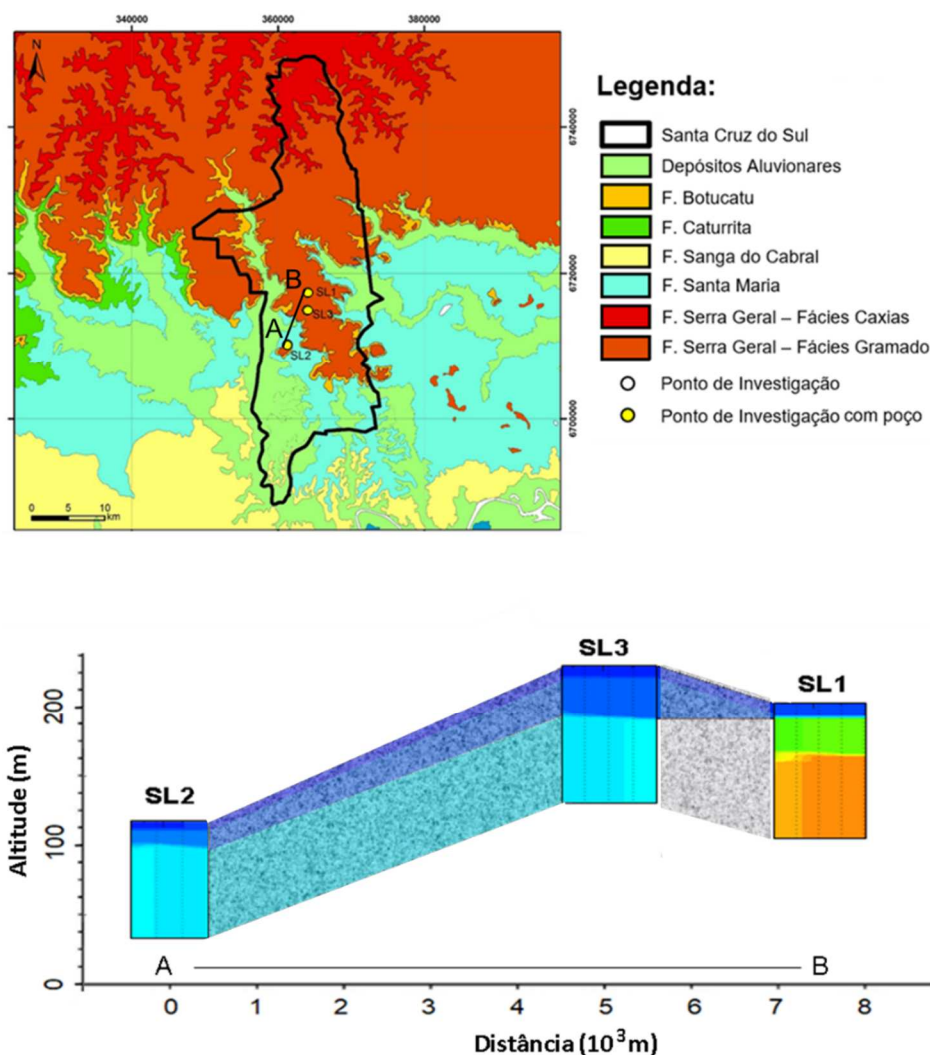 340000 360000 380000
N
6740000
6720000
6700000
B
SL1
SL3
A
SL2
0 5 10
km
Legenda:
Santa Cruz do Sul
Depósitos Aluvionares
F. Botucatu
F. Caturrita
F. Sanga do Cabral
F. Santa Maria
F. Serra Geral – Fácies Caxias
F. Serra Geral – Fácies Gramado
Ponto de Investigação
Ponto de Investigação com poço
SL3
SL1
SL2
Altitude (m)
200
100
0
A B
0 1 2 3 4 5 6 7 8
Distância (10³m)